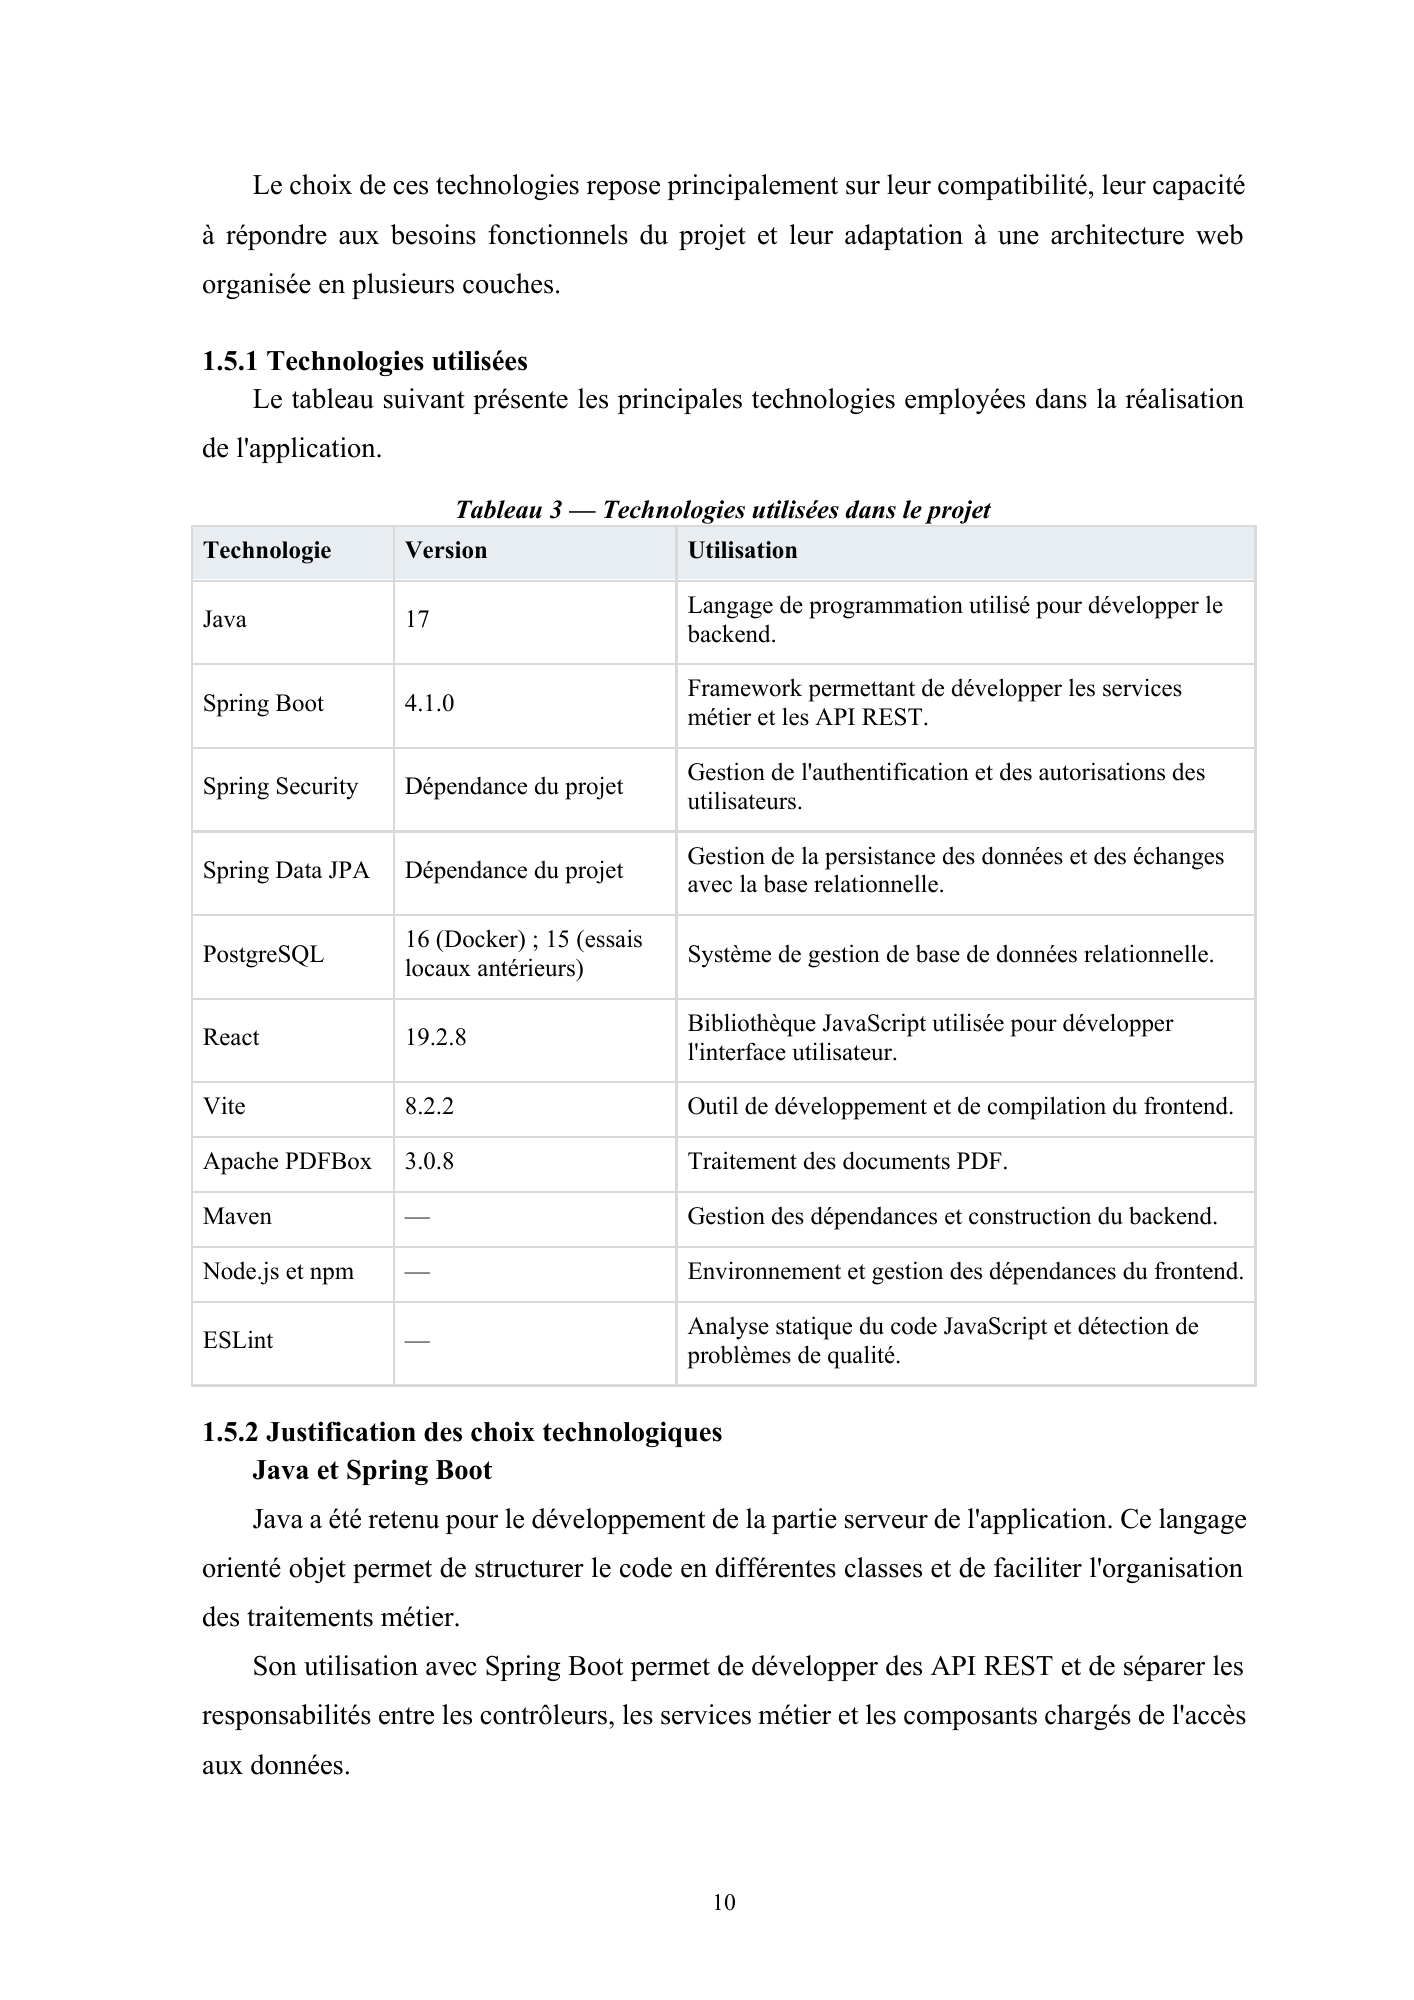 Le choix de ces technologies repose principalement sur leur compatibilité, leur capacité
à répondre aux besoins fonctionnels du projet et leur adaptation à une architecture web
organisée en plusieurs couches.
1.5.1 Technologies utilisées
Le tableau suivant présente les principales technologies employées dans la réalisation
de l'application.
Tableau 3 — Technologies utilisées dans le projet
Technologie Version Utilisation
Java 17 Langage de programmation utilisé pour développer le
backend.
Spring Boot 4.1.0 Framework permettant de développer les services
métier et les API REST.
Spring Security Dépendance du projet Gestion de l'authentification et des autorisations des
utilisateurs.
Spring Data JPA Dépendance du projet Gestion de la persistance des données et des échanges
avec la base relationnelle.
PostgreSQL 16 (Docker) ; 15 (essais
locaux antérieurs) Système de gestion de base de données relationnelle.
React 19.2.8 Bibliothèque JavaScript utilisée pour développer
l'interface utilisateur.
Vite 8.2.2 Outil de développement et de compilation du frontend.
Apache PDFBox 3.0.8 Traitement des documents PDF.
Maven — Gestion des dépendances et construction du backend.
Node.js et npm — Environnement et gestion des dépendances du frontend.
ESLint — Analyse statique du code JavaScript et détection de
problèmes de qualité.
1.5.2 Justification des choix technologiques
Java et Spring Boot
Java a été retenu pour le développement de la partie serveur de l'application. Ce langage
orienté objet permet de structurer le code en différentes classes et de faciliter l'organisation
des traitements métier.
Son utilisation avec Spring Boot permet de développer des API REST et de séparer les
responsabilités entre les contrôleurs, les services métier et les composants chargés de l'accès
aux données.
10